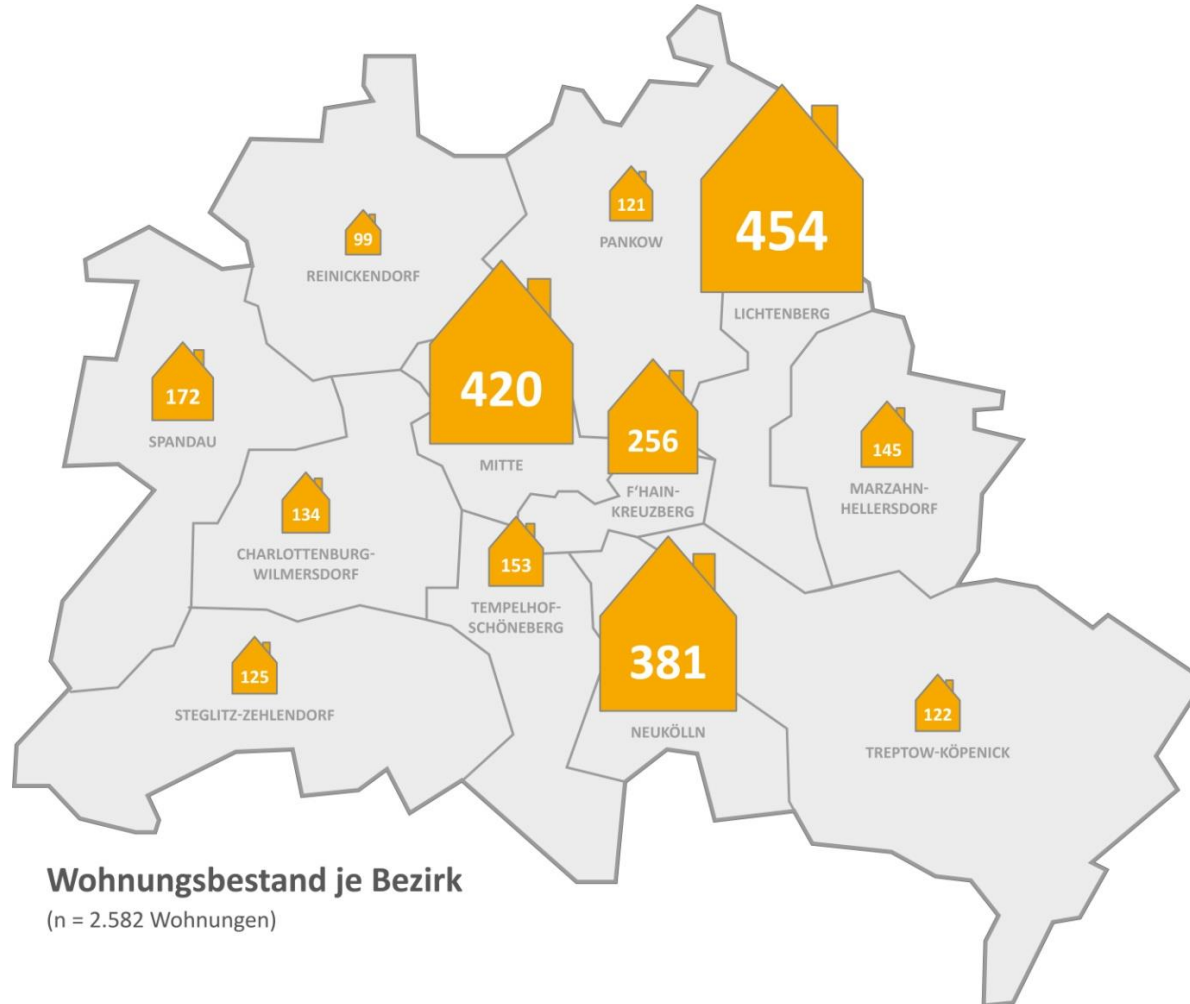 454
121
PANKOW
99
REINICKENDORF
LICHTENBERG
420
MITTE
172
SPANDAU
256
F'HAIN-
KREUZBERG
145
MARZAHN-
HELLERSDORF
134
CHARLOTTENBURG-
WILMERSDORF
153
TEMPELHOF-
SCHÖNEBERG
381
NEUKÖLLN
125
STEGLITZ-ZEHLENDORF
122
TREPTOW-KÖPENICK
Wohnungsbestand je Bezirk
(n = 2.582 Wohnungen)